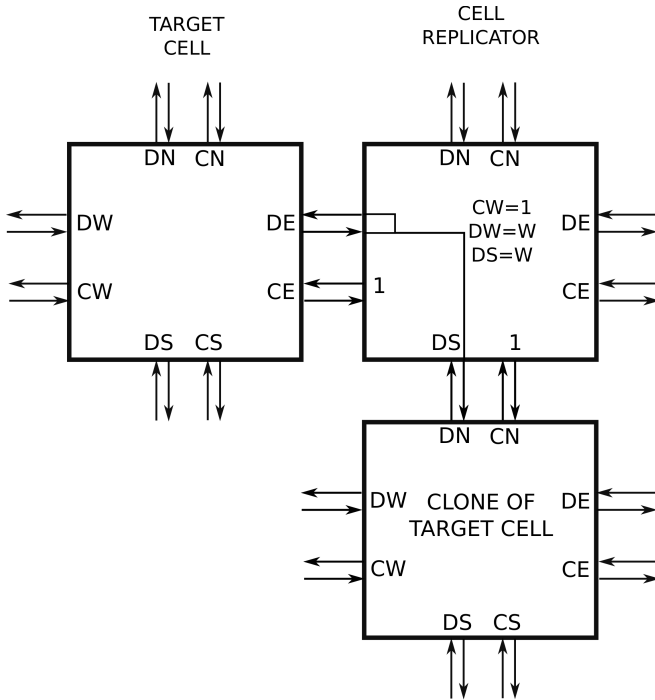 TARGET
CELL
CELL
REPLICATOR
DN CN
DW DE
CW CE
DS CS
DN CN
CW=1
DW=W
DS=W
DE
1 CE
DS 1
DN CN
DW CLONE OF DE
TARGET CELL
CW CE
DS CS